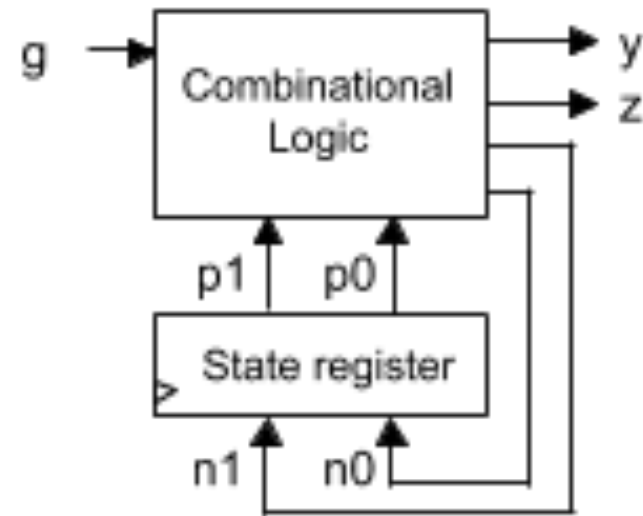 g
Combinational
Logic
y
z
p1 p0
State register
n1 n0